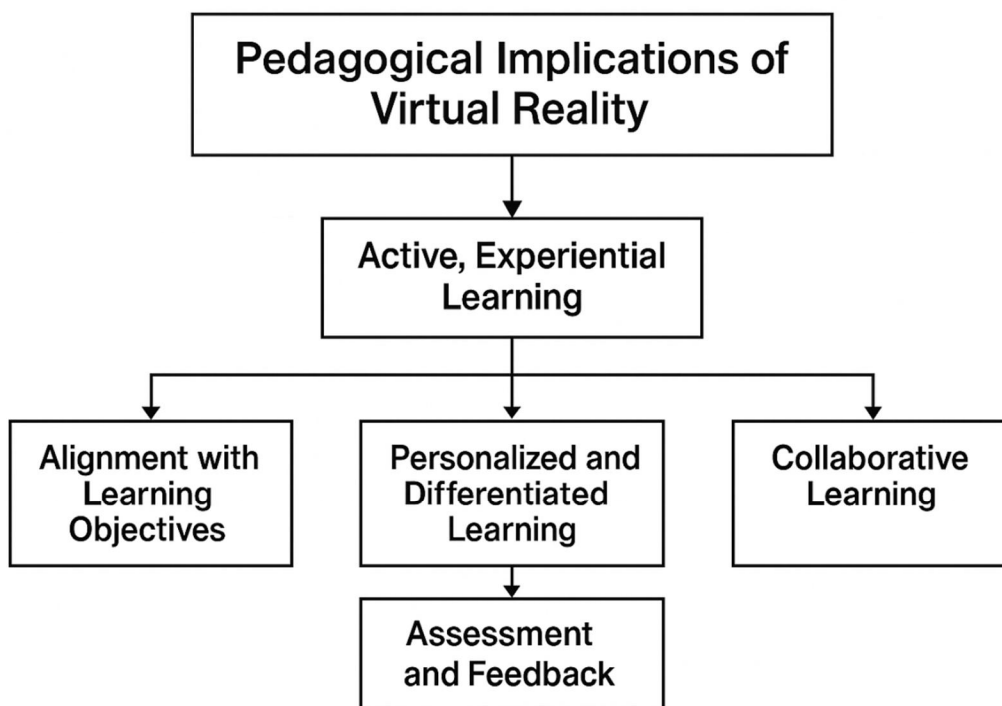 Pedagogical Implications of
Virtual Reality
Active, Experiential
Learning
Alignment with
Learning
Objectives
Personalized and
Differentiated
Learning
Collaborative
Learning
Assessment
and Feedback